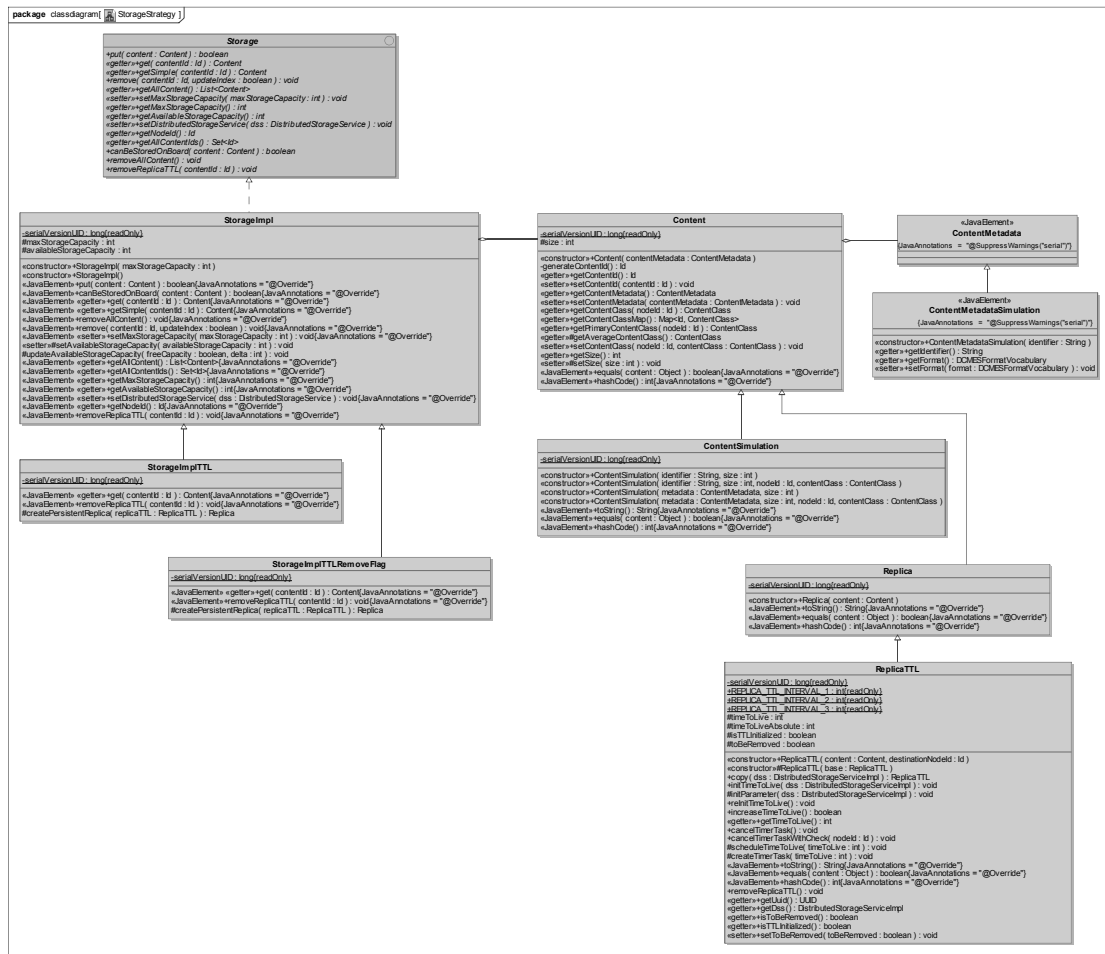 package classdiagram[ StorageStrategy ]
Storage
+put( content : Content ) : boolean
«getter»+get( contentId : Id ) : Content
«getter»+getSimple( contentId : Id ) : Content
+remove( contentId : Id, updateIndex : boolean ) : void
«getter»+getAllContent() : List<Content>
«setter»+setMaxStorageCapacity( maxStorageCapacity : int ) : void
«getter»+getMaxStorageCapacity() : int
«getter»+getAvailableStorageCapacity() : int
«setter»+setDistributedStorageService( dss : DistributedStorageService ) : void
«getter»+getNodeId() : Id
«getter»+getAllContentIds() : Set<Id>
+canBeStoredOnBoard( content : Content ) : boolean
+removeAllContent() : void
+removeReplicaTTL( contentId : Id ) : void
StorageImpl
-serialVersionUID : long{readOnly}
#maxStorageCapacity : int
#availableStorageCapacity : int
«constructor»+StorageImpl( maxStorageCapacity : int )
«constructor»+StorageImpl()
«JavaElement»+put( content : Content ) : boolean{JavaAnnotations = "@Override"}
«JavaElement»+canBeStoredOnBoard( content : Content ) : boolean{JavaAnnotations = "@Override"}
«JavaElement» «getter»+get( contentId : Id ) : Content{JavaAnnotations = "@Override"}
«JavaElement» «getter»+getSimple( contentId : Id ) : Content{JavaAnnotations = "@Override"}
«JavaElement»+removeAllContent() : void{JavaAnnotations = "@Override"}
«JavaElement»+remove( contentId : Id, updateIndex : boolean ) : void{JavaAnnotations = "@Override"}
«JavaElement» «setter»+setMaxStorageCapacity( maxStorageCapacity : int ) : void{JavaAnnotations = "@Override"}
«setter»#setAvailableStorageCapacity( availableStorageCapacity : int ) : void
#updateAvailableStorageCapacity( freeCapacity : boolean, delta : int ) : void
«JavaElement» «getter»+getAllContent() : List<Content>{JavaAnnotations = "@Override"}
«JavaElement» «getter»+getAllContentIds() : Set<Id>{JavaAnnotations = "@Override"}
«JavaElement» «getter»+getMaxStorageCapacity() : int{JavaAnnotations = "@Override"}
«JavaElement» «getter»+getAvailableStorageCapacity() : int{JavaAnnotations = "@Override"}
«JavaElement» «setter»+setDistributedStorageService( dss : DistributedStorageService ) : void{JavaAnnotations = "@Override"}
«JavaElement» «getter»+getNodeId() : Id{JavaAnnotations = "@Override"}
«JavaElement»+removeReplicaTTL( contentId : Id ) : void{JavaAnnotations = "@Override"}
Content
-serialVersionUID : long{readOnly}
#size : int
«constructor»+Content( contentMetadata : ContentMetadata )
-generateContentId() : Id
«getter»+getContentId() : Id
«setter»+setContentId( contentId : Id ) : void
«getter»+getContentMetadata() : ContentMetadata
«setter»+setContentMetadata( contentMetadata : ContentMetadata ) : void
«getter»+getContentClass( nodeId : Id ) : ContentClass
«getter»+getContentClassMap() : Map<Id, ContentClass>
«getter»+getPrimaryContentClass( nodeId : Id ) : ContentClass
«getter»#getAverageContentClass() : ContentClass
«setter»+setContentClass( nodeId : Id, contentClass : ContentClass ) : void
«getter»+getSize() : int
«setter»#setSize( size : int ) : void
«JavaElement»+equals( content : Object ) : boolean{JavaAnnotations = "@Override"}
«JavaElement»+hashCode() : int{JavaAnnotations = "@Override"}
«JavaElement»
ContentMetadata
{JavaAnnotations = "@SuppressWarnings("serial")"}
«JavaElement»
ContentMetadataSimulation
{JavaAnnotations = "@SuppressWarnings("serial")"}
«constructor»+ContentMetadataSimulation( identifier : String )
«getter»+getIdentifier() : String
«getter»+getFormat() : DCMESFormatVocabulary
«setter»+setFormat( format : DCMESFormatVocabulary ) : void
StorageImplTTL
-serialVersionUID : long{readOnly}
«JavaElement» «getter»+get( contentId : Id ) : Content{JavaAnnotations = "@Override"}
«JavaElement»+removeReplicaTTL( contentId : Id ) : void{JavaAnnotations = "@Override"}
#createPersistentReplica( replicaTTL : ReplicaTTL ) : Replica
ContentSimulation
-serialVersionUID : long{readOnly}
«constructor»+ContentSimulation( identifier : String, size : int )
«constructor»+ContentSimulation( identifier : String, size : int, nodeId : Id, contentClass : ContentClass )
«constructor»+ContentSimulation( metadata : ContentMetadata, size : int )
«constructor»+ContentSimulation( metadata : ContentMetadata, size : int, nodeId : Id, contentClass : ContentClass )
«JavaElement»+toString() : String{JavaAnnotations = "@Override"}
«JavaElement»+equals( content : Object ) : boolean{JavaAnnotations = "@Override"}
«JavaElement»+hashCode() : int{JavaAnnotations = "@Override"}
StorageImplTTLRemoveFlag
-serialVersionUID : long{readOnly}
«JavaElement» «getter»+get( contentId : Id ) : Content{JavaAnnotations = "@Override"}
«JavaElement»+removeReplicaTTL( contentId : Id ) : void{JavaAnnotations = "@Override"}
#createPersistentReplica( replicaTTL : ReplicaTTL ) : Replica
Replica
-serialVersionUID : long{readOnly}
«constructor»+Replica( content : Content )
«JavaElement»+toString() : String{JavaAnnotations = "@Override"}
«JavaElement»+equals( content : Object ) : boolean{JavaAnnotations = "@Override"}
«JavaElement»+hashCode() : int{JavaAnnotations = "@Override"}
ReplicaTTL
-serialVersionUID : long{readOnly}
+REPLICA_TTL_INTERVAL_1 : int{readOnly}
+REPLICA_TTL_INTERVAL_2 : int{readOnly}
+REPLICA_TTL_INTERVAL_3 : int{readOnly}
#timeToLive : int
#timeToLiveAbsolute : int
#isTTLInitialized : boolean
#toBeRemoved : boolean
«constructor»+ReplicaTTL( content : Content, destinationNodeId : Id )
«constructor»#ReplicaTTL( base : ReplicaTTL )
+copy( dss : DistributedStorageServiceImpl ) : ReplicaTTL
+initTimeToLive( dss : DistributedStorageServiceImpl ) : void
#initParameter( dss : DistributedStorageServiceImpl ) : void
+reInitTimeToLive() : void
+increaseTimeToLive() : boolean
«getter»+getTimeToLive() : int
+cancelTimerTask() : void
+cancelTimerTaskWithCheck( nodeId : Id ) : void
#scheduleTimeToLive( timeToLive : int ) : void
#createTimerTask( timeToLive : int ) : void
«JavaElement»+toString() : String{JavaAnnotations = "@Override"}
«JavaElement»+equals( content : Object ) : boolean{JavaAnnotations = "@Override"}
«JavaElement»+hashCode() : int{JavaAnnotations = "@Override"}
+removeReplicaTTL() : void
«getter»+getUuid() : UUID
«getter»+getDss() : DistributedStorageServiceImpl
«getter»+isToBeRemoved() : boolean
«getter»+isTTLInitialized() : boolean
«setter»+setToBeRemoved( toBeRemoved : boolean ) : void